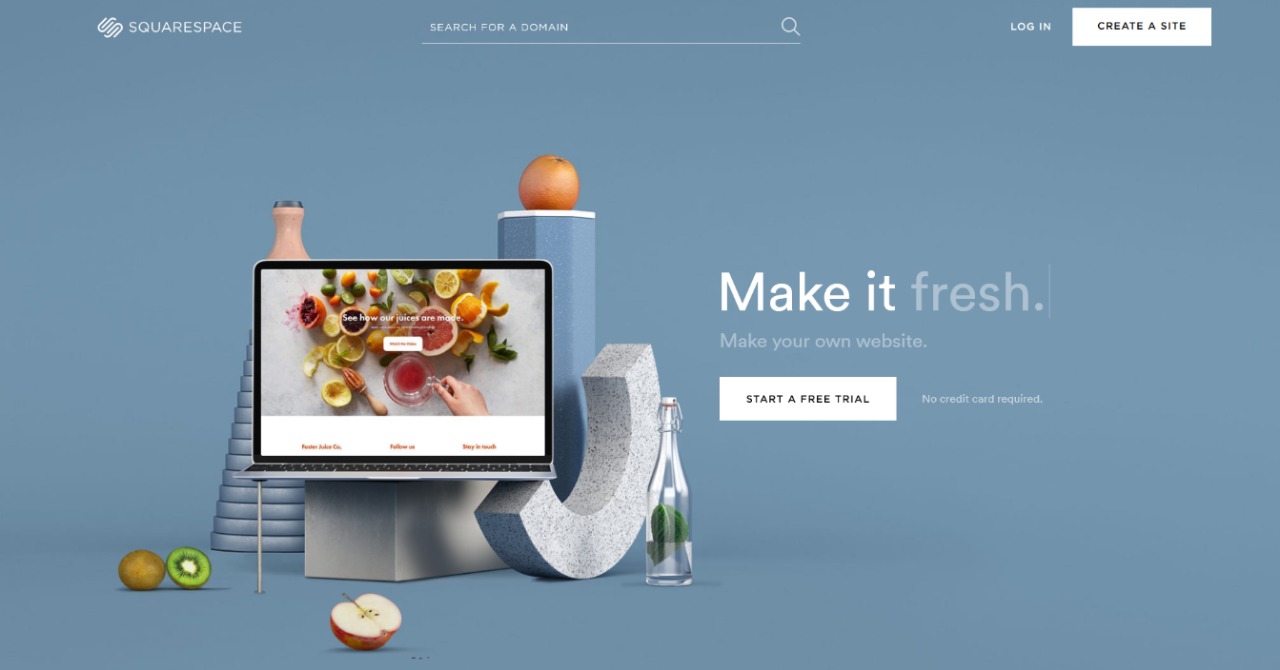 SQUARESPACE
SEARCH FOR A DOMAIN
LOG IN
CREATE A SITE
Make it fresh.
Make your own website.
START A FREE TRIAL
No credit card required.
See how our juices are made.
Watch the Video
Foster Juice Co.
Follow us
Stay in touch